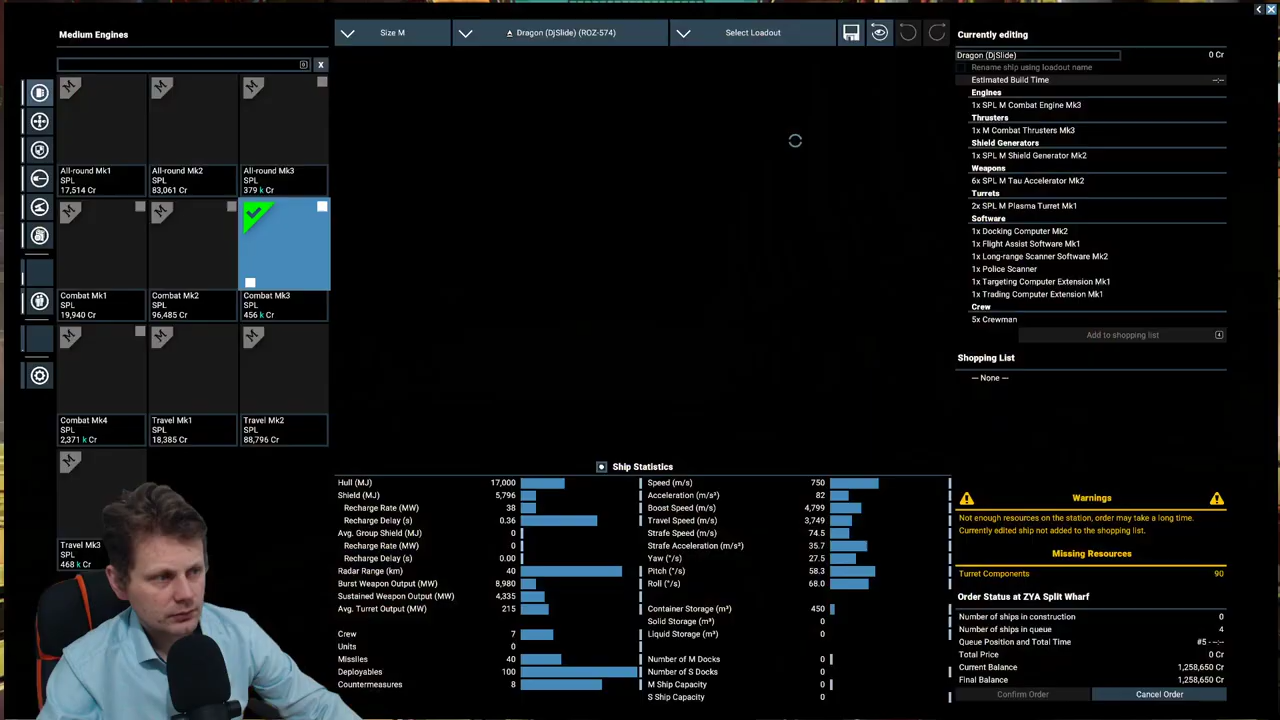 Medium Engines
Size M
Dragon (DjSlide) (ROZ-574)
Select Loadout
X
All-round Mk1
SPL
17,514 Cr
All-round Mk2
SPL
83,061 Cr
All-round Mk3
SPL
379 k Cr
Combat Mk1
SPL
19,940 Cr
Combat Mk2
SPL
96,485 Cr
Combat Mk3
SPL
456 k Cr
Combat Mk4
SPL
2,371 k Cr
Travel Mk1
SPL
18,385 Cr
Travel Mk2
SPL
88,796 Cr
Travel Mk3
SPL
468 k Cr
Ship Statistics
Hull (MJ) 17,000
Shield (MJ) 5,796
Recharge Rate (MW) 38
Recharge Delay (s) 0.36
Avg. Group Shield (MJ) 0
Recharge Rate (MW) 0
Recharge Delay (s) 0.00
Radar Range (km) 40
Burst Weapon Output (MW) 8,980
Sustained Weapon Output (MW) 4,335
Avg. Turret Output (MW) 215
Crew 7
Units 0
Missiles 40
Deployables 100
Countermeasures 8
Speed (m/s) 750
Acceleration (m/s²) 82
Boost Speed (m/s) 4,799
Travel Speed (m/s) 3,749
Strafe Speed (m/s) 74.5
Strafe Acceleration (m/s²) 35.7
Yaw (°/s) 27.5
Pitch (°/s) 58.3
Roll (°/s) 68.0
Container Storage (m³) 450
Solid Storage (m³) 0
Liquid Storage (m³) 0
Number of M Docks 0
Number of S Docks 0
M Ship Capacity 0
S Ship Capacity 0
Currently editing
Dragon (DjSlide) 0 Cr
Rename ship using loadout name
Estimated Build Time --:--
Engines
1x SPL M Combat Engine Mk3
Thrusters
1x M Combat Thrusters Mk3
Shield Generators
1x SPL M Shield Generator Mk2
Weapons
6x SPL M Tau Accelerator Mk2
Turrets
2x SPL M Plasma Turret Mk1
Software
1x Docking Computer Mk2
1x Flight Assist Software Mk1
1x Long-range Scanner Software Mk2
1x Police Scanner
1x Targeting Computer Extension Mk1
1x Trading Computer Extension Mk1
Crew
5x Crewman
Add to shopping list
Shopping List
— None —
Warnings
Not enough resources on the station, order may take a long time.
Currently edited ship not added to the shopping list.
Missing Resources
Turret Components 90
Order Status at ZYA Split Wharf
Number of ships in construction 0
Number of ships in queue 4
Queue Position and Total Time #5 - --:--
Total Price 0 Cr
Current Balance 1,258,650 Cr
Final Balance 1,258,650 Cr
Confirm Order
Cancel Order